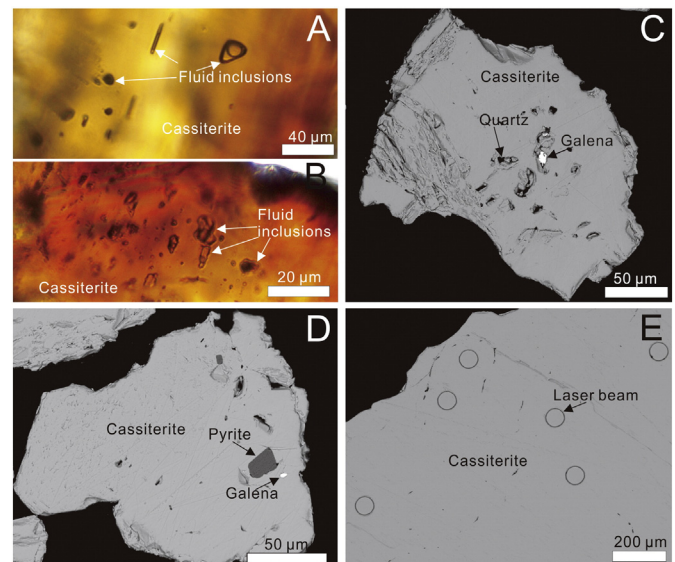 A
Fluid inclusions
Cassiterite
40 µm
B
Fluid
inclusions
Cassiterite
20 µm
C
Cassiterite
Quartz
Galena
50 µm
D
Cassiterite
Pyrite
Galena
50 µm
E
Laser beam
Cassiterite
200 µm